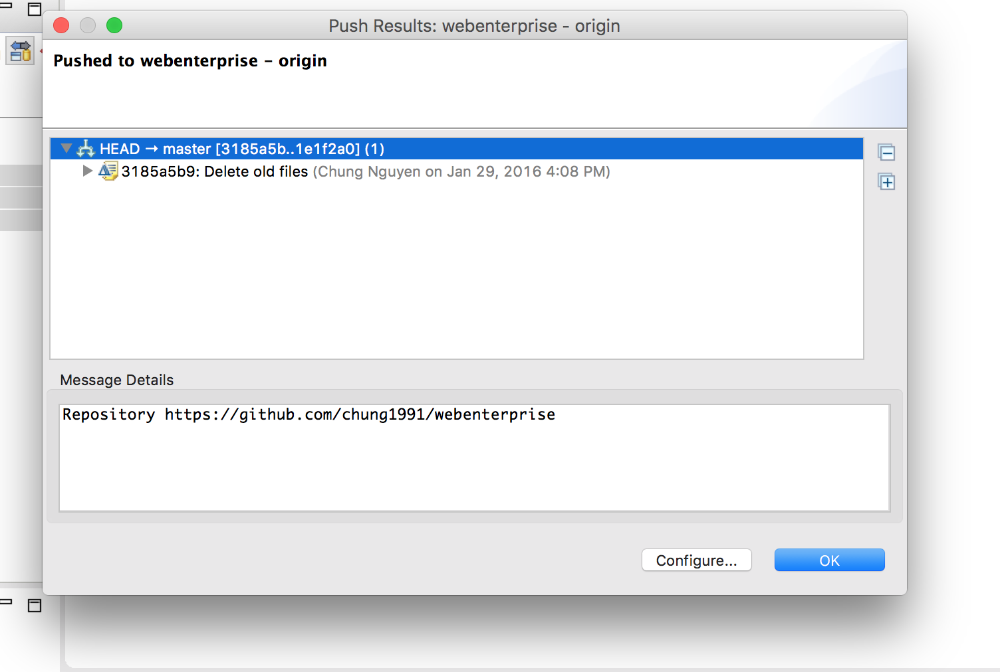 Push Results: webenterprise - origin
Pushed to webenterprise - origin
HEAD → master [3185a5b..1e1f2a0] (1)
3185a5b9: Delete old files (Chung Nguyen on Jan 29, 2016 4:08 PM)
Message Details
Repository https://github.com/chung1991/webenterprise
Configure...
OK